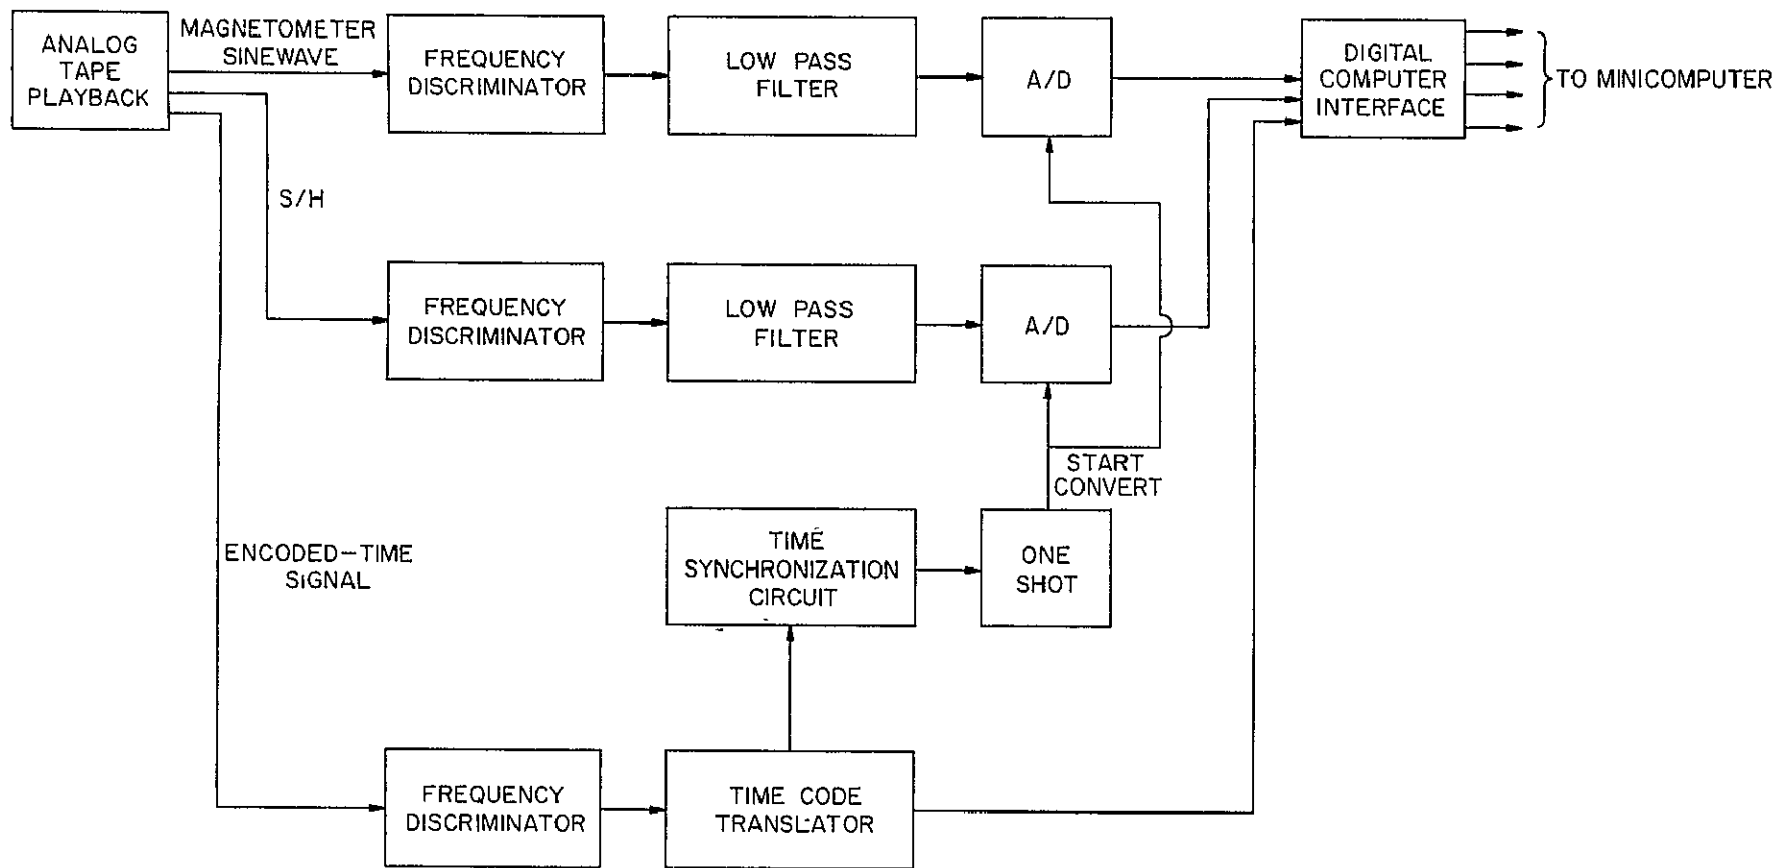 ANALOG
TAPE
PLAYBACK
MAGNETOMETER
SINEWAVE
FREQUENCY
DISCRIMINATOR
LOW PASS
FILTER
A/D
DIGITAL
COMPUTER
INTERFACE
TO MINICOMPUTER
S/H
FREQUENCY
DISCRIMINATOR
LOW PASS
FILTER
A/D
START
CONVERT
ENCODED-TIME
SIGNAL
TIME
SYNCHRONIZATION
CIRCUIT
ONE
SHOT
FREQUENCY
DISCRIMINATOR
TIME CODE
TRANSLATOR